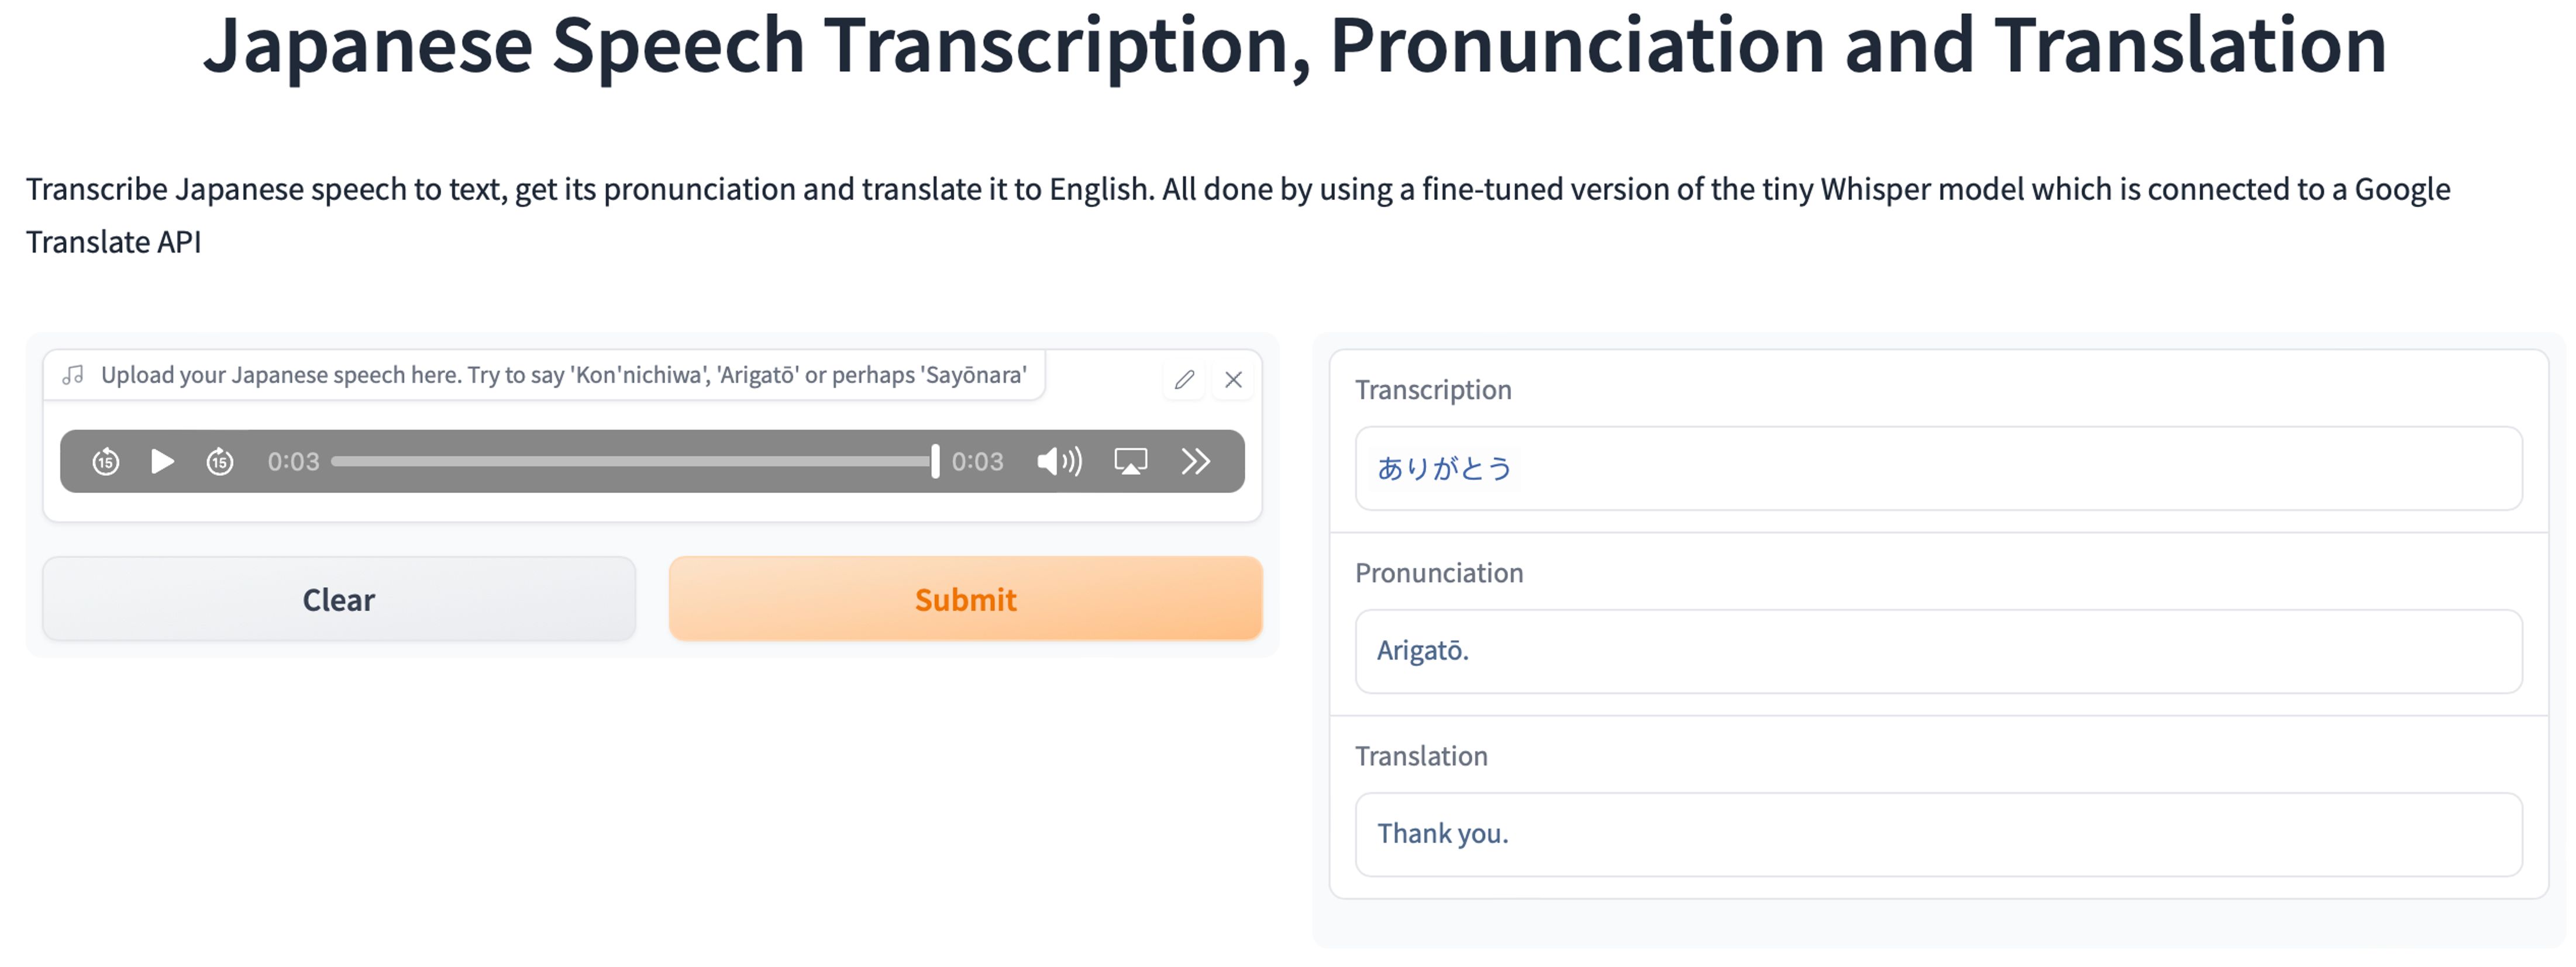 Japanese Speech Transcription, Pronunciation and Translation
Transcribe Japanese speech to text, get its pronunciation and translate it to English. All done by using a fine-tuned version of the tiny Whisper model which is connected to a Google
Translate API
Upload your Japanese speech here. Try to say 'Kon'nichiwa', 'Arigatō' or perhaps 'Sayōnara'
15 15 0:03 0:03
Clear Submit
Transcription
ありがとう
Pronunciation
Arigatō.
Translation
Thank you.